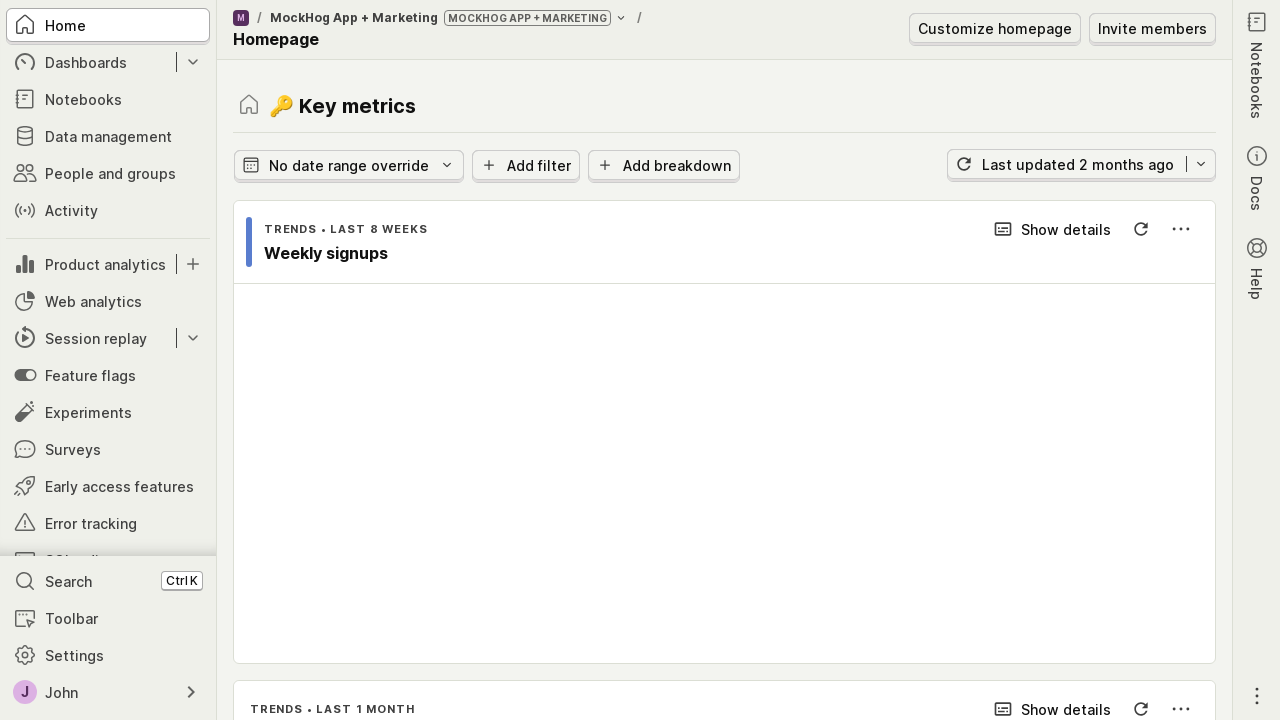 Home
Dashboards
Notebooks
Data management
People and groups
Activity
Product analytics
Web analytics
Session replay
Feature flags
Experiments
Surveys
Early access features
Error tracking
Search Ctrl K
Toolbar
Settings
J John
M / MockHog App + Marketing MOCKHOG APP + MARKETING /
Homepage
Customize homepage
Invite members
🔑 Key metrics
No date range override
Add filter
Add breakdown
Last updated 2 months ago
TRENDS • LAST 8 WEEKS
Show details
Weekly signups
TRENDS • LAST 1 MONTH
Show details
Notebooks
Docs
Help